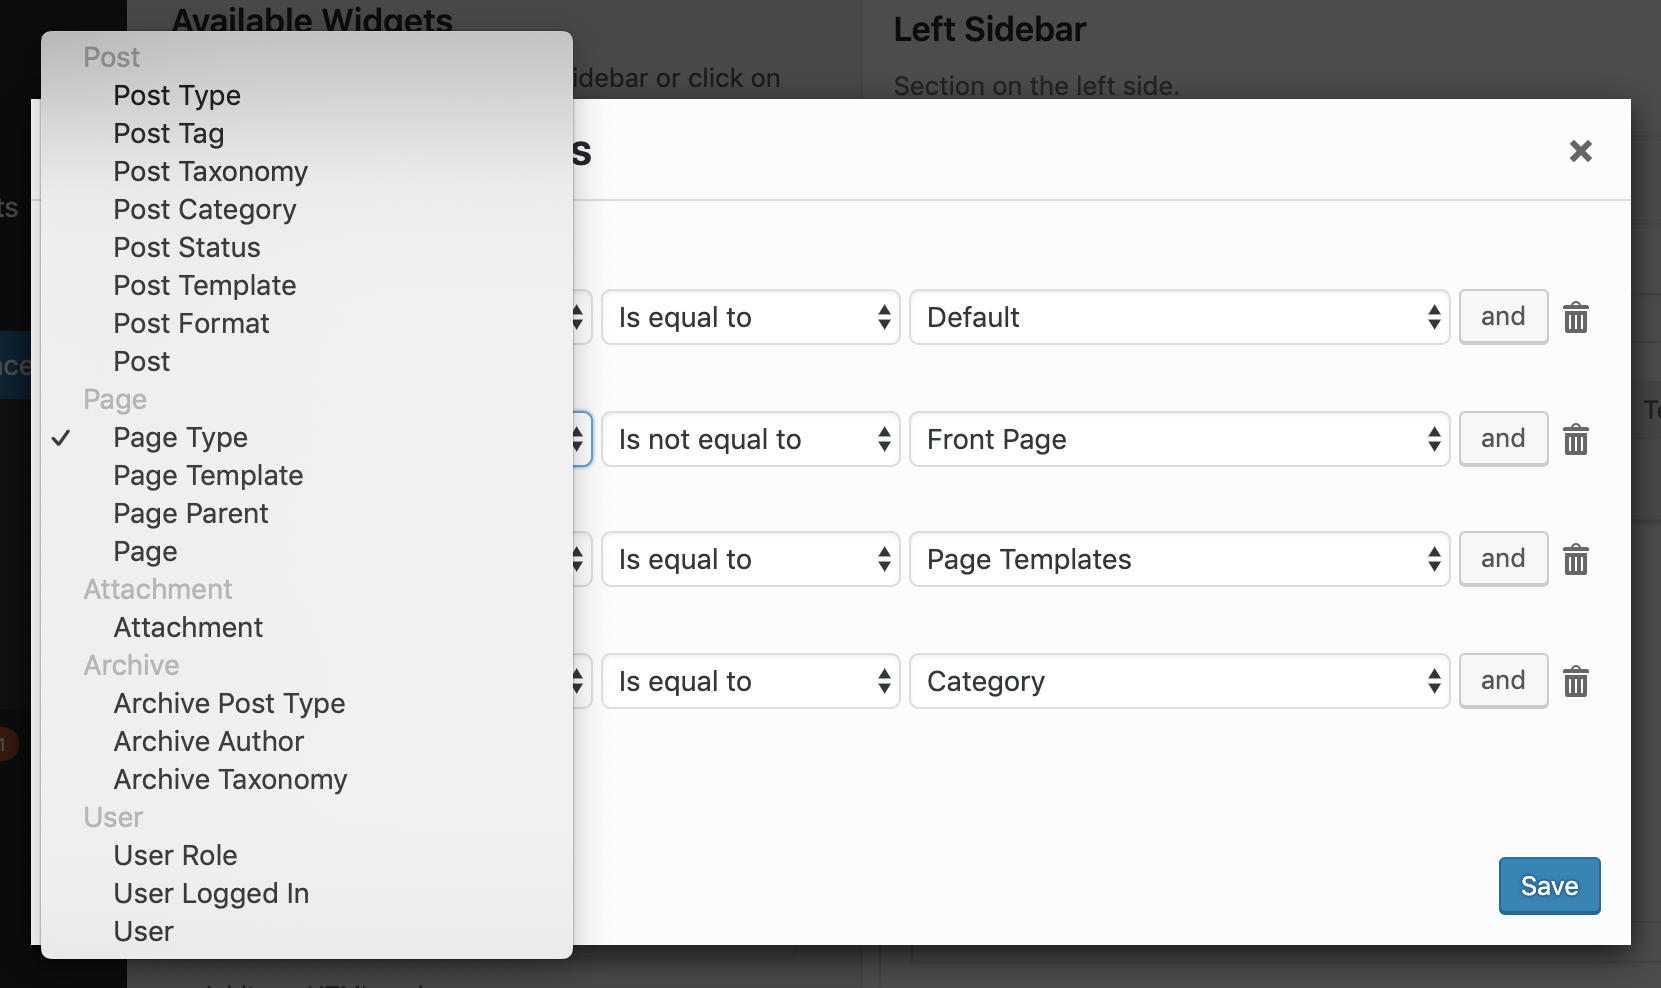 Available Widgets
Left Sidebar
idebar or click on
Section on the left side.
Post
Post Type
Post Tag
Post Taxonomy
Post Category
Post Status
Post Template
Post Format
Post
Page
Page Type
Page Template
Page Parent
Page
Attachment
Attachment
Archive
Archive Post Type
Archive Author
Archive Taxonomy
User
User Role
User Logged In
User
s
ts
Is equal to Default and
Is not equal to Front Page and
Is equal to Page Templates and
Is equal to Category and
1
Save